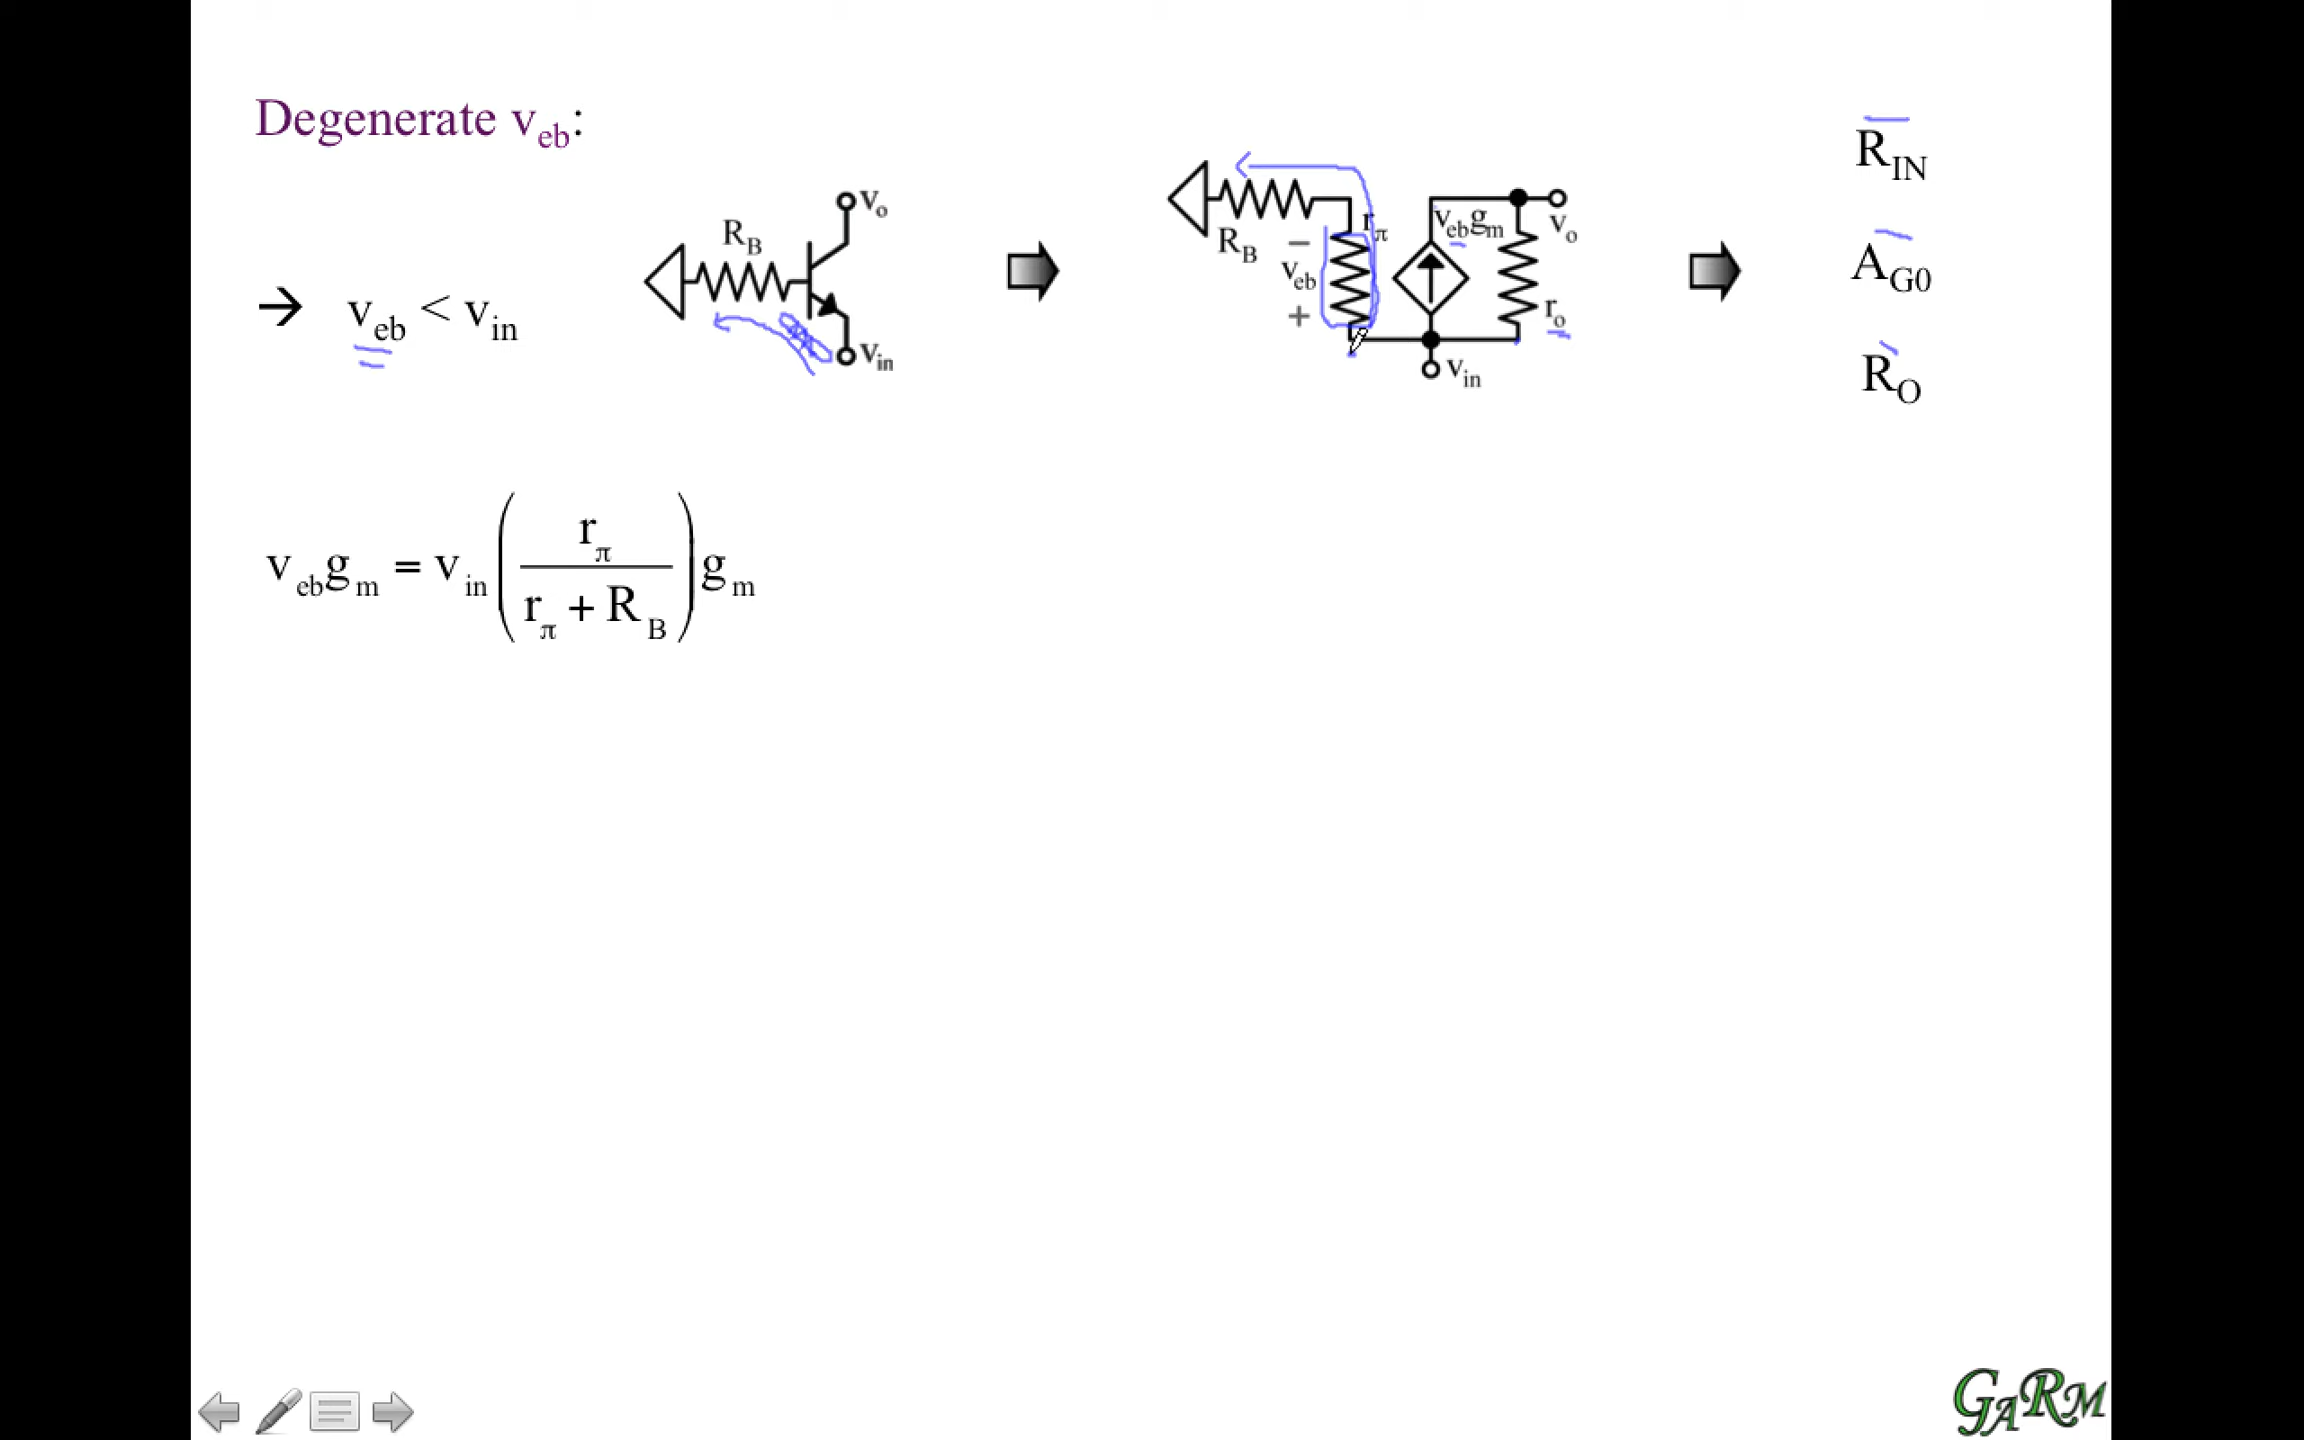 Degenerate v_eb:
→ v_eb < v_in
R_B
v_o
v_in
R_B
r_π
−
v_eb
+
v_eb g_m
v_o
r_o
v_in
R_IN
A_G0
R_O
v_eb g_m = v_in ( r_π / (r_π + R_B) ) g_m
GARM